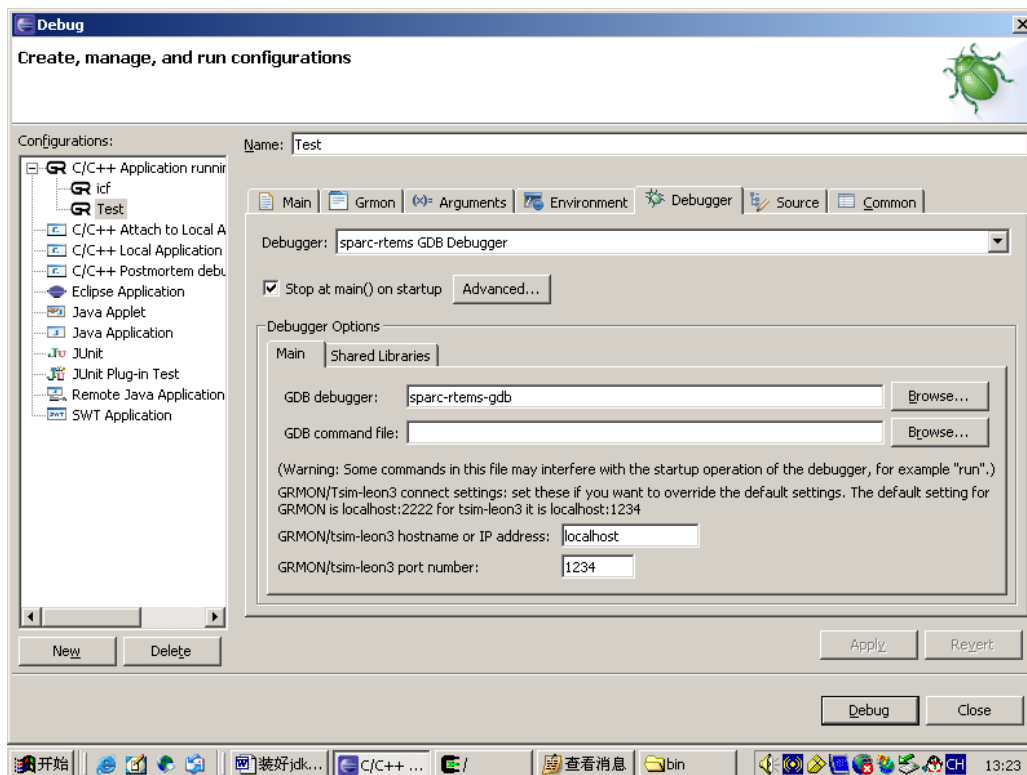 Debug
Create, manage, and run configurations
Configurations:
C/C++ Application runnin
icf
Test
C/C++ Attach to Local A
C/C++ Local Application
C/C++ Postmortem debu
Eclipse Application
Java Applet
Java Application
JUnit
JUnit Plug-in Test
Remote Java Application
SWT Application
New
Delete
Name: Test
Main
Grmon
Arguments
Environment
Debugger
Source
Common
Debugger: sparc-rtems GDB Debugger
Stop at main() on startup
Advanced...
Debugger Options
Main
Shared Libraries
GDB debugger: sparc-rtems-gdb Browse...
GDB command file: Browse...
(Warning: Some commands in this file may interfere with the startup operation of the debugger, for example "run".)
GRMON/Tsim-leon3 connect settings: set these if you want to override the default settings. The default setting for
GRMON is localhost:2222 for tsim-leon3 it is localhost:1234
GRMON/tsim-leon3 hostname or IP address: localhost
GRMON/tsim-leon3 port number: 1234
Apply
Revert
Debug
Close
开始
装好jdk...
C/C++ ...
/
查看消息
bin
CH
13:23